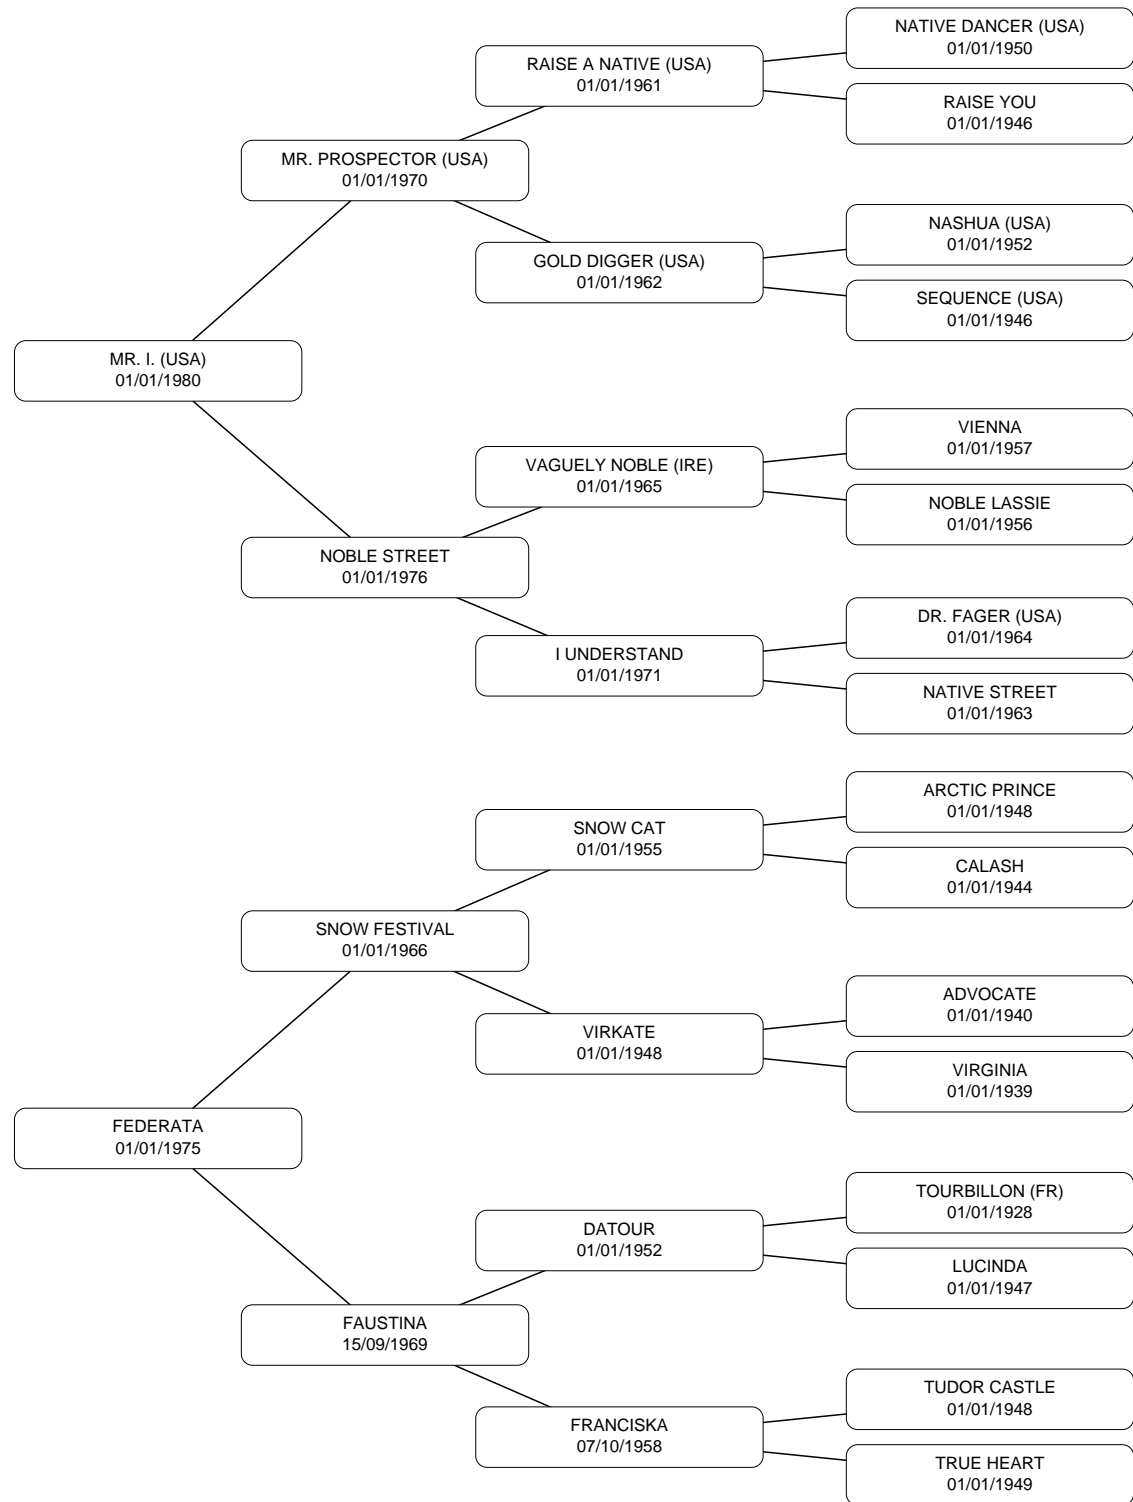 NATIVE DANCER (USA)
01/01/1950
RAISE A NATIVE (USA)
01/01/1961
RAISE YOU
01/01/1946
MR. PROSPECTOR (USA)
01/01/1970
NASHUA (USA)
01/01/1952
GOLD DIGGER (USA)
01/01/1962
SEQUENCE (USA)
01/01/1946
MR. I. (USA)
01/01/1980
VIENNA
01/01/1957
VAGUELY NOBLE (IRE)
01/01/1965
NOBLE LASSIE
01/01/1956
NOBLE STREET
01/01/1976
DR. FAGER (USA)
01/01/1964
I UNDERSTAND
01/01/1971
NATIVE STREET
01/01/1963
ARCTIC PRINCE
01/01/1948
SNOW CAT
01/01/1955
CALASH
01/01/1944
SNOW FESTIVAL
01/01/1966
ADVOCATE
01/01/1940
VIRKATE
01/01/1948
VIRGINIA
01/01/1939
FEDERATA
01/01/1975
TOURBILLON (FR)
01/01/1928
DATOUR
01/01/1952
LUCINDA
01/01/1947
FAUSTINA
15/09/1969
TUDOR CASTLE
01/01/1948
FRANCISKA
07/10/1958
TRUE HEART
01/01/1949